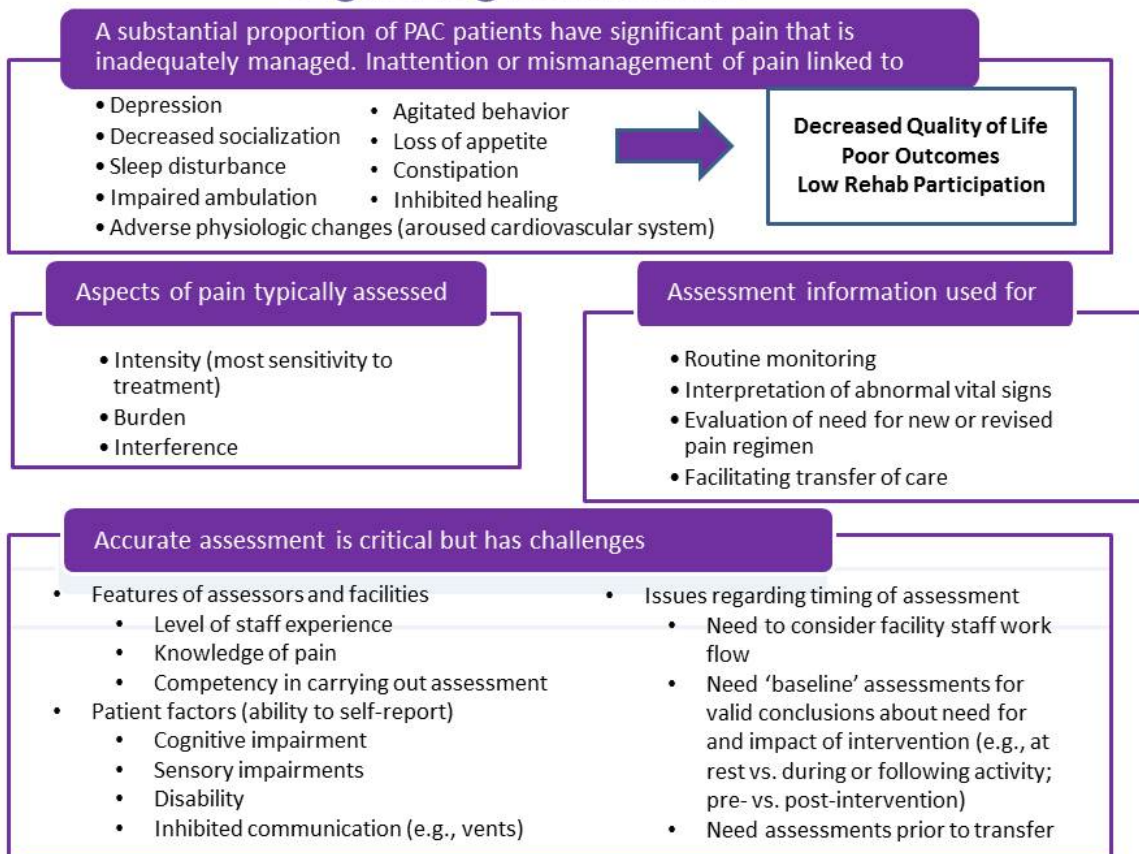 A substantial proportion of PAC patients have significant pain that is
inadequately managed. Inattention or mismanagement of pain linked to
• Depression
• Decreased socialization
• Sleep disturbance
• Impaired ambulation
• Adverse physiologic changes (aroused cardiovascular system)
• Agitated behavior
• Loss of appetite
• Constipation
• Inhibited healing
Decreased Quality of Life
Poor Outcomes
Low Rehab Participation
Aspects of pain typically assessed
• Intensity (most sensitivity to
treatment)
• Burden
• Interference
Assessment information used for
• Routine monitoring
• Interpretation of abnormal vital signs
• Evaluation of need for new or revised
pain regimen
• Facilitating transfer of care
Accurate assessment is critical but has challenges
• Features of assessors and facilities
• Level of staff experience
• Knowledge of pain
• Competency in carrying out assessment
• Patient factors (ability to self-report)
• Cognitive impairment
• Sensory impairments
• Disability
• Inhibited communication (e.g., vents)
• Issues regarding timing of assessment
• Need to consider facility staff work
flow
• Need ‘baseline’ assessments for
valid conclusions about need for
and impact of intervention (e.g., at
rest vs. during or following activity;
pre- vs. post-intervention)
• Need assessments prior to transfer